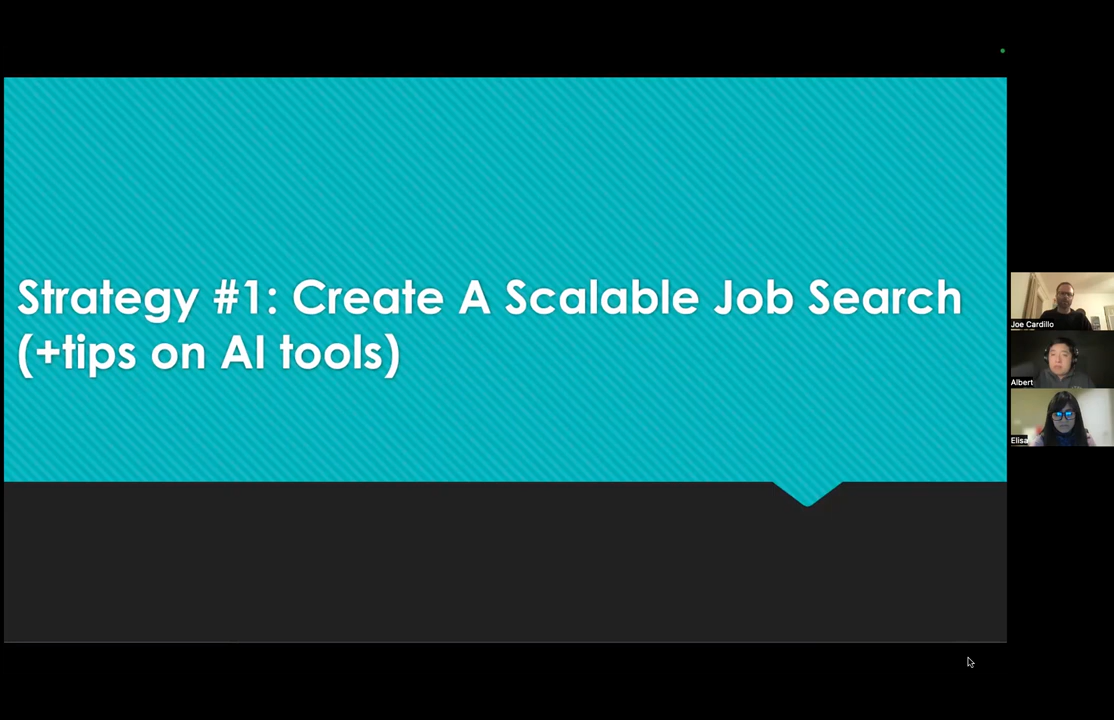 Strategy #1: Create A Scalable Job Search
(+tips on AI tools)
Joe Cardillo
Albert
Elisa